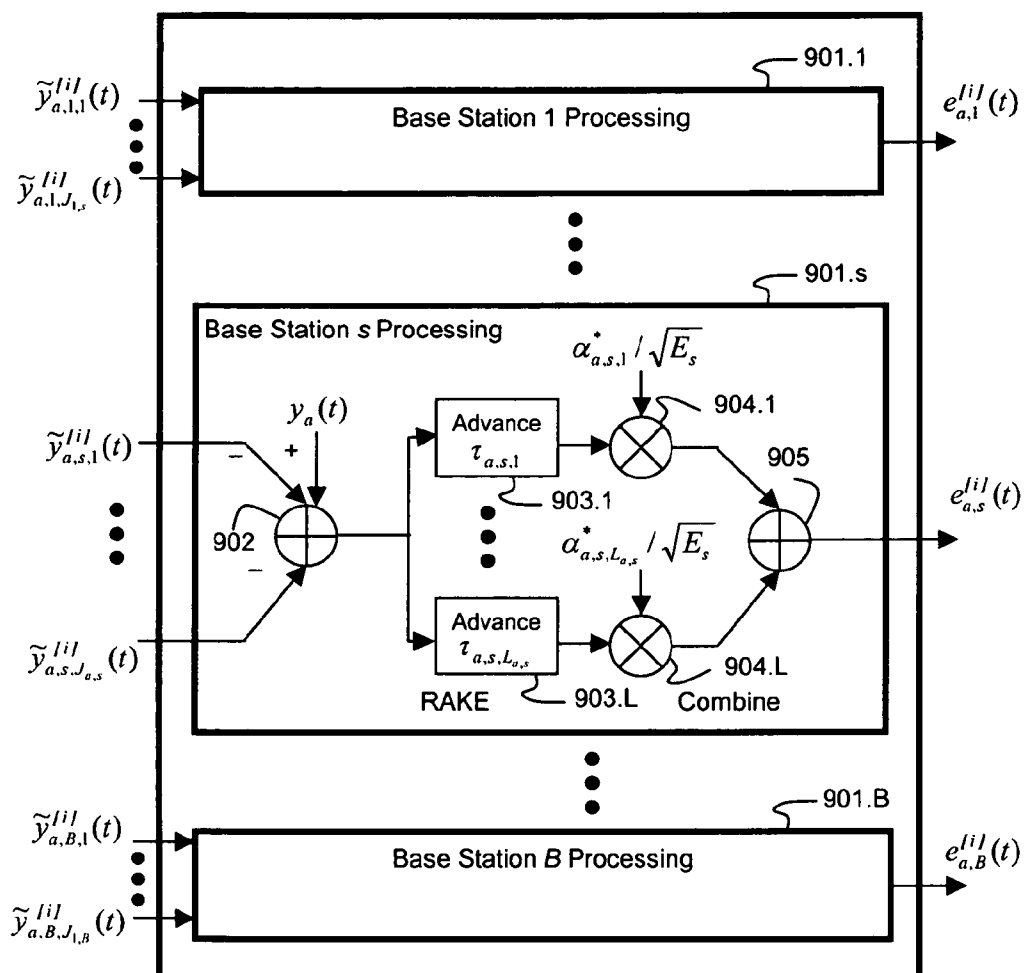 901.1
ỹ_{a,1,1}^{[i]}(t)
Base Station 1 Processing
e_{a,1}^{[i]}(t)
ỹ_{a,1,J_{1,s}}^{[i]}(t)
901.s
Base Station s Processing
α*_{a,s,1} / √E_s
y_a(t)
904.1
ỹ_{a,s,1}^{[i]}(t)
−
+
Advance
τ_{a,s,1}
905
903.1
e_{a,s}^{[i]}(t)
902
−
α*_{a,s,L_{a,s}} / √E_s
Advance
τ_{a,s,L_{a,s}}
ỹ_{a,s,J_{a,s}}^{[i]}(t)
904.L
RAKE
903.L
Combine
901.B
ỹ_{a,B,1}^{[i]}(t)
Base Station B Processing
e_{a,B}^{[i]}(t)
ỹ_{a,B,J_{1,B}}^{[i]}(t)